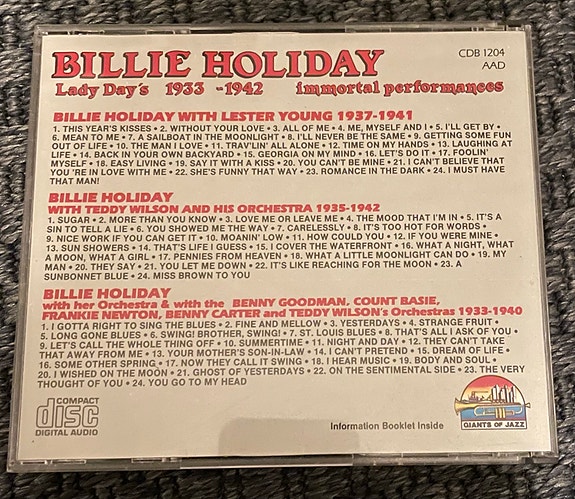 BILLIE HOLIDAY
CDB 1204
AAD
Lady Day's 1933 -1942 immortal performances
BILLIE HOLIDAY WITH LESTER YOUNG 1937-1941
1. THIS YEAR'S KISSES • 2. WITHOUT YOUR LOVE • 3. ALL OF ME • 4. ME, MYSELF AND I • 5. I'LL GET BY •
6. MEAN TO ME • 7. A SAILBOAT IN THE MOONLIGHT • 8. I'LL NEVER BE THE SAME • 9. GETTING SOME FUN
OUT OF LIFE • 10. THE MAN I LOVE • 11. TRAV'LIN' ALL ALONE • 12. TIME ON MY HANDS • 13. LAUGHING AT
LIFE • 14. BACK IN YOUR OWN BACKYARD • 15. GEORGIA ON MY MIND • 16. LET'S DO IT • 17. FOOLIN'
MYSELF • 18. EASY LIVING • 19. SAY IT WITH A KISS • 20. YOU CAN'T BE MINE • 21. I CAN'T BELIEVE THAT
YOU 'RE IN LOVE WITH ME • 22. SHE'S FUNNY THAT WAY • 23. ROMANCE IN THE DARK • 24. I MUST HAVE
THAT MAN!
BILLIE HOLIDAY
WITH TEDDY WILSON AND HIS ORCHESTRA 1935-1942
1. SUGAR • 2. MORE THAN YOU KNOW • 3. LOVE ME OR LEAVE ME • 4. THE MOOD THAT I'M IN • 5. IT'S A
SIN TO TELL A LIE • 6. YOU SHOWED ME THE WAY • 7. CARELESSLY • 8. IT'S TOO HOT FOR WORDS •
9. NICE WORK IF YOU CAN GET IT • 10. MOANIN' LOW • 11. HOW COULD YOU • 12. IF YOU WERE MINE •
13. SUN SHOWERS • 14. THAT'S LIFE I GUESS • 15. I COVER THE WATERFRONT • 16. WHAT A NIGHT, WHAT
A MOON, WHAT A GIRL • 17. PENNIES FROM HEAVEN • 18. WHAT A LITTLE MOONLIGHT CAN DO • 19. MY
MAN • 20. THEY SAY • 21. YOU LET ME DOWN • 22. IT'S LIKE REACHING FOR THE MOON • 23. A
SUNBONNET BLUE • 24. MISS BROWN TO YOU
BILLIE HOLIDAY
with her Orchestra & with the BENNY GOODMAN, COUNT BASIE,
FRANKIE NEWTON, BENNY CARTER and TEDDY WILSON's Orchestras 1933-1940
1. I GOTTA RIGHT TO SING THE BLUES • 2. FINE AND MELLOW • 3. YESTERDAYS • 4. STRANGE FRUIT •
5. LONG GONE BLUES • 6. SWING! BROTHER, SWING! • 7. ST. LOUIS BLUES • 8. THAT'S ALL I ASK OF YOU •
9. LET'S CALL THE WHOLE THING OFF • 10. SUMMERTIME • 11. NIGHT AND DAY • 12. THEY CAN'T TAKE
THAT AWAY FROM ME • 13. YOUR MOTHER'S SON-IN-LAW • 14. I CAN'T PRETEND • 15. DREAM OF LIFE •
16. SOME OTHER SPRING • 17. NOW THEY CALL IT SWING • 18. I HEAR MUSIC • 19. BODY AND SOUL •
20. I WISHED ON THE MOON • 21. GHOST OF YESTERDAYS • 22. ON THE SENTIMENTAL SIDE • 23. THE VERY
THOUGHT OF YOU • 24. YOU GO TO MY HEAD
COMPACT
disc
DIGITAL AUDIO
Information Booklet Inside
GIANTS OF JAZZ